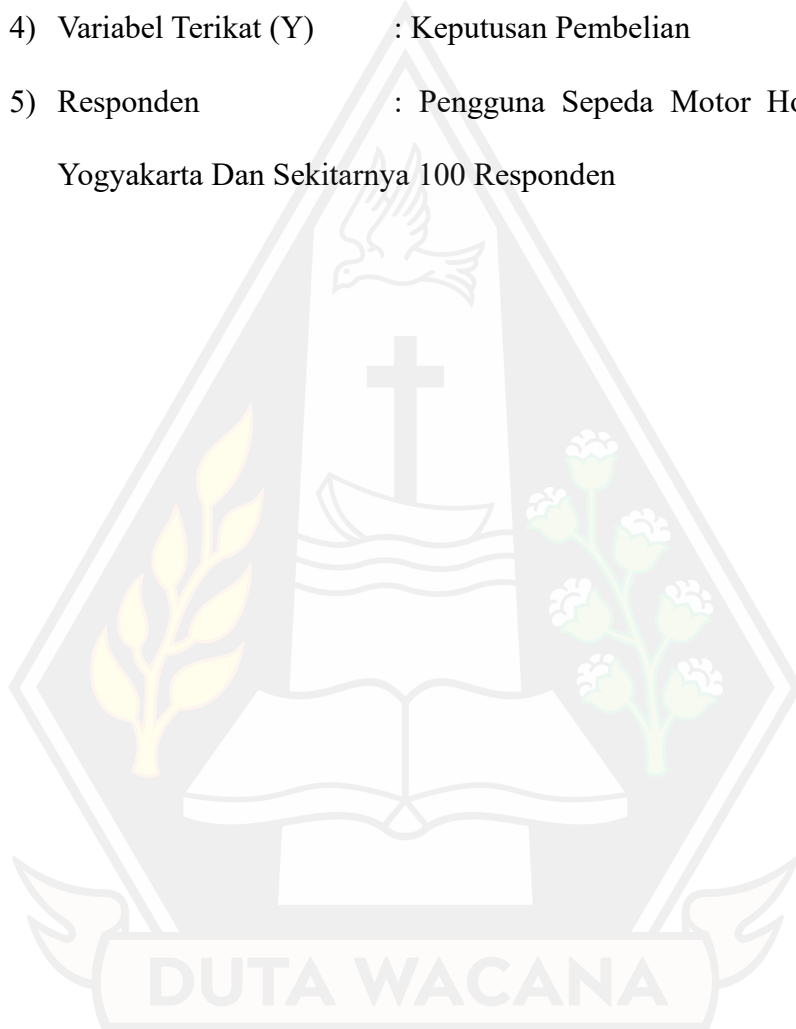 4) Variabel Terikat (Y) : Keputusan Pembelian
5) Responden : Pengguna Sepeda Motor
Yogyakarta Dan Sekitarnya 100 Responden
DUTA WACANA